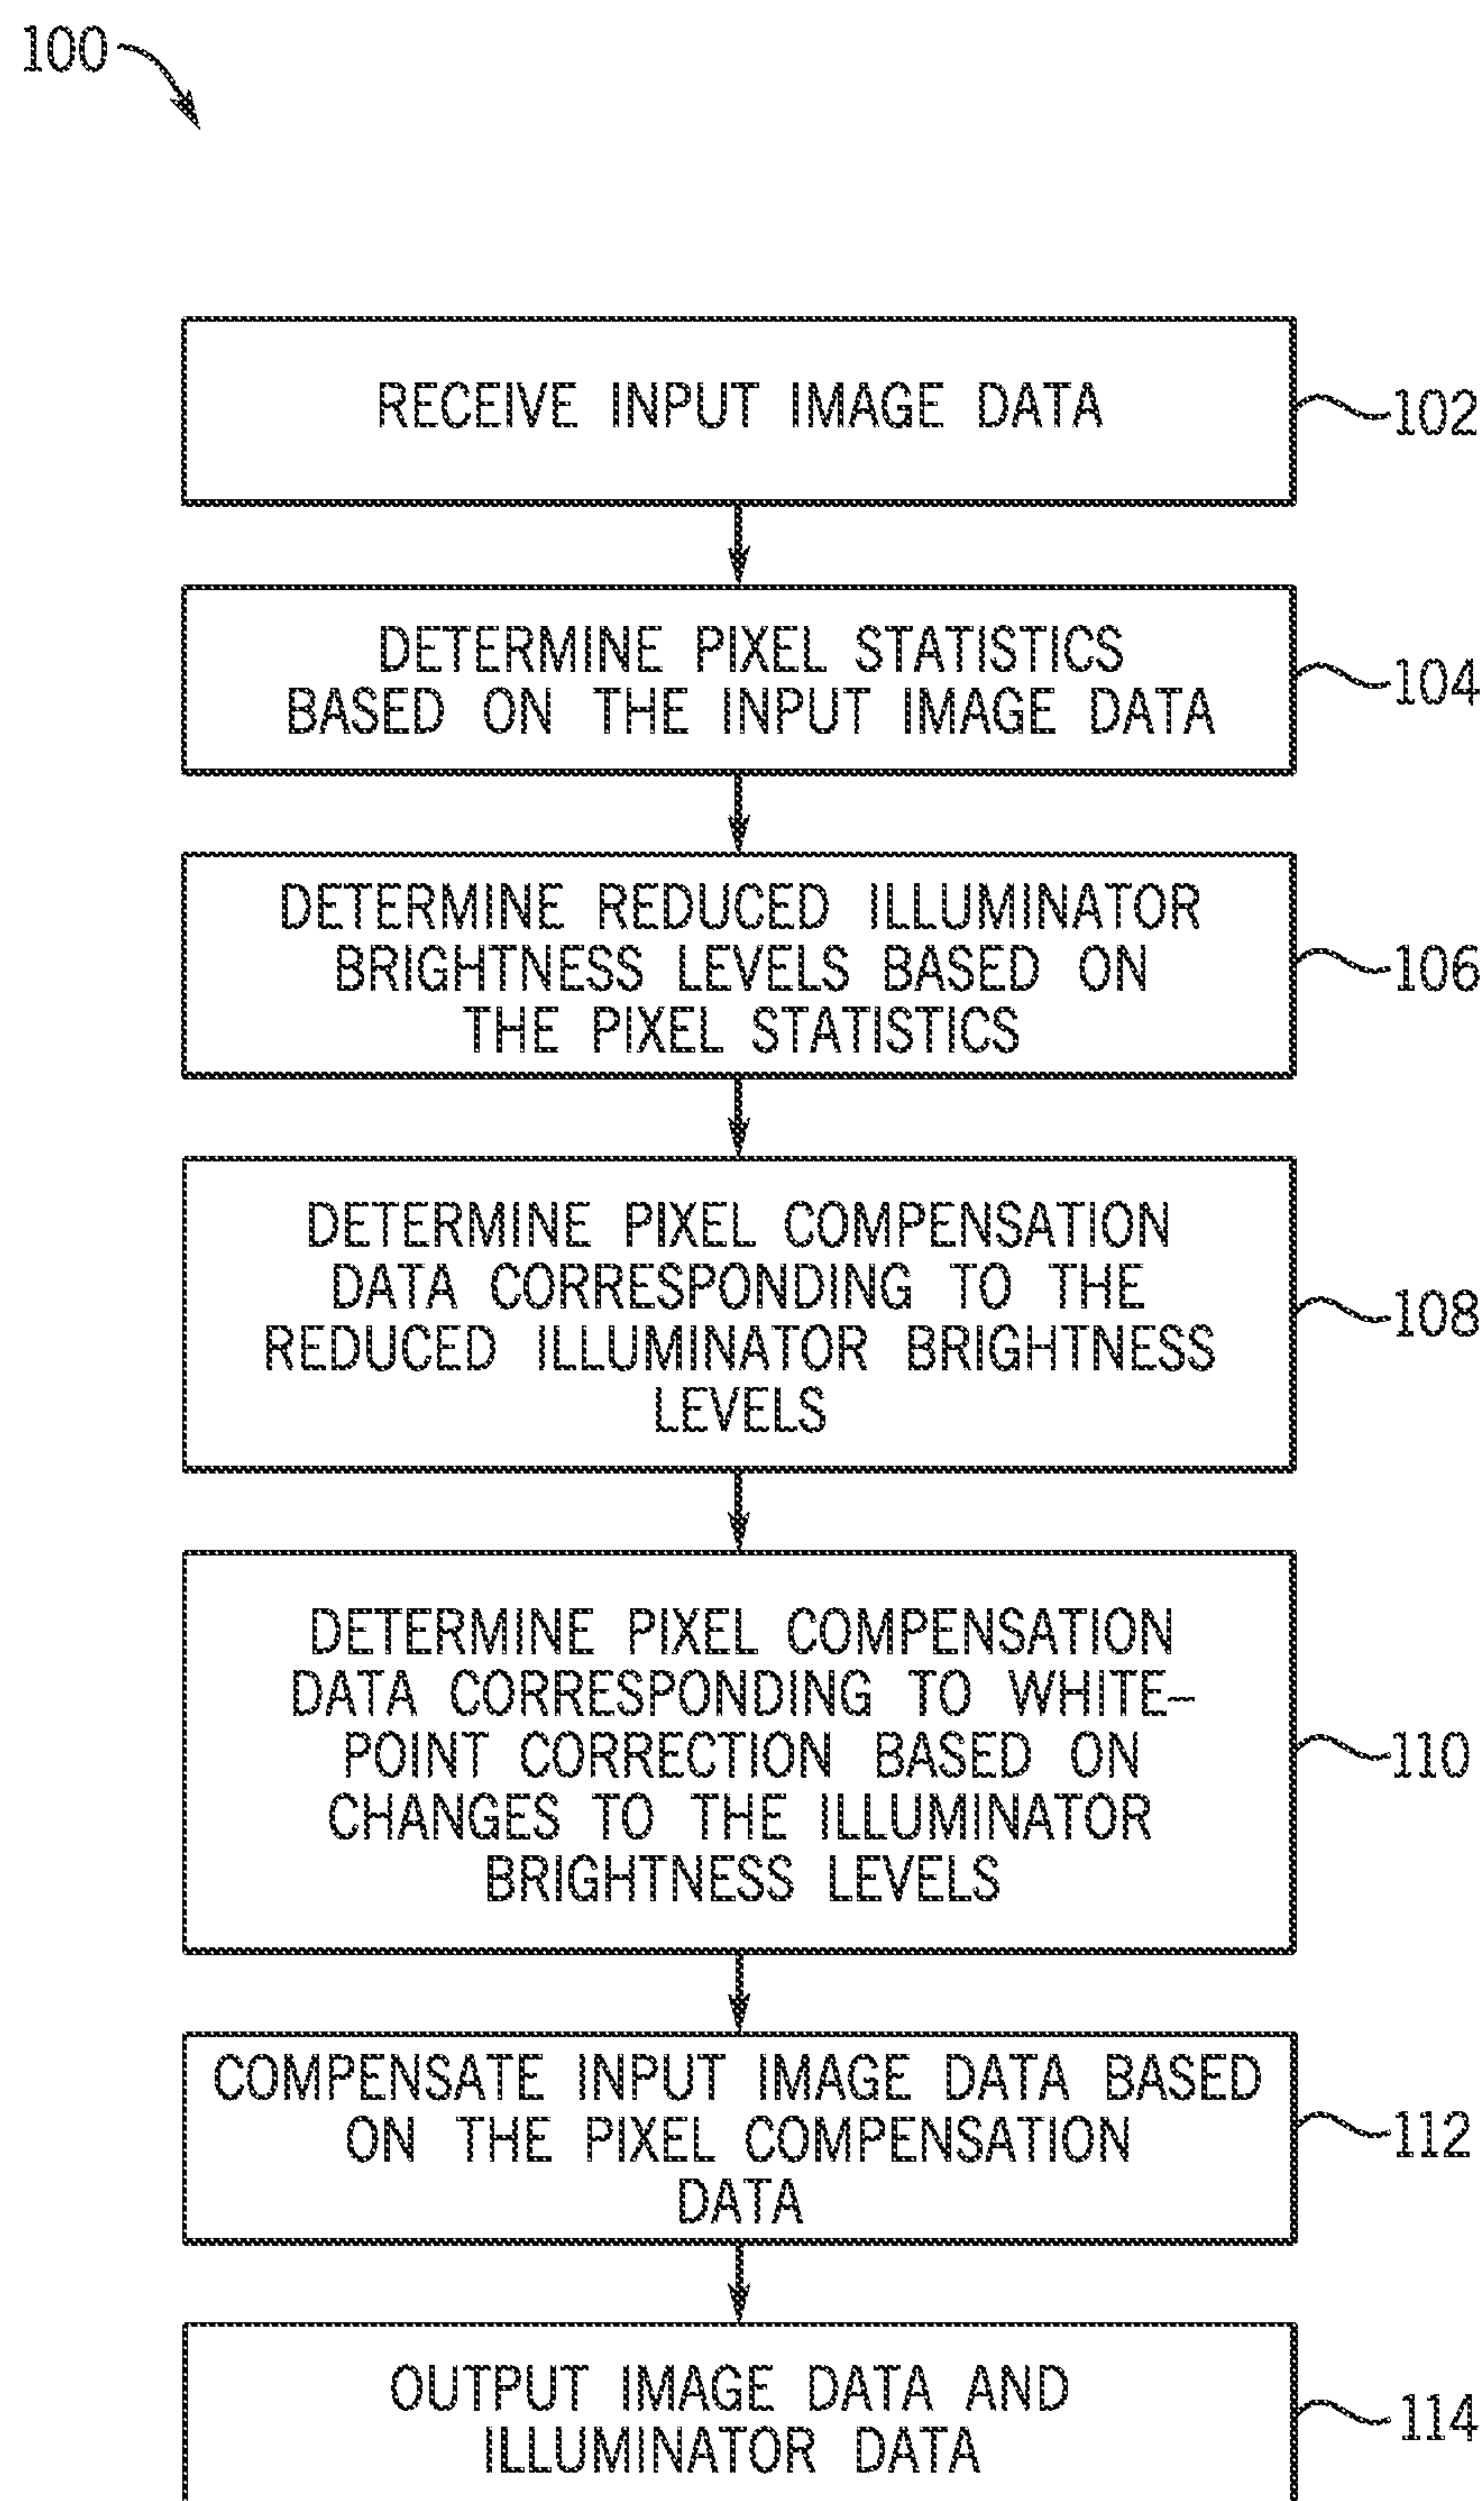 100
RECEIVE INPUT IMAGE DATA
102
DETERMINE PIXEL STATISTICS
BASED ON THE INPUT IMAGE DATA
104
DETERMINE REDUCED ILLUMINATOR
BRIGHTNESS LEVELS BASED ON
THE PIXEL STATISTICS
106
DETERMINE PIXEL COMPENSATION
DATA CORRESPONDING TO THE
REDUCED ILLUMINATOR BRIGHTNESS
LEVELS
108
DETERMINE PIXEL COMPENSATION
DATA CORRESPONDING TO WHITE-
POINT CORRECTION BASED ON
CHANGES TO THE ILLUMINATOR
BRIGHTNESS LEVELS
110
COMPENSATE INPUT IMAGE DATA BASED
ON THE PIXEL COMPENSATION
DATA
112
OUTPUT IMAGE DATA AND
ILLUMINATOR DATA
114